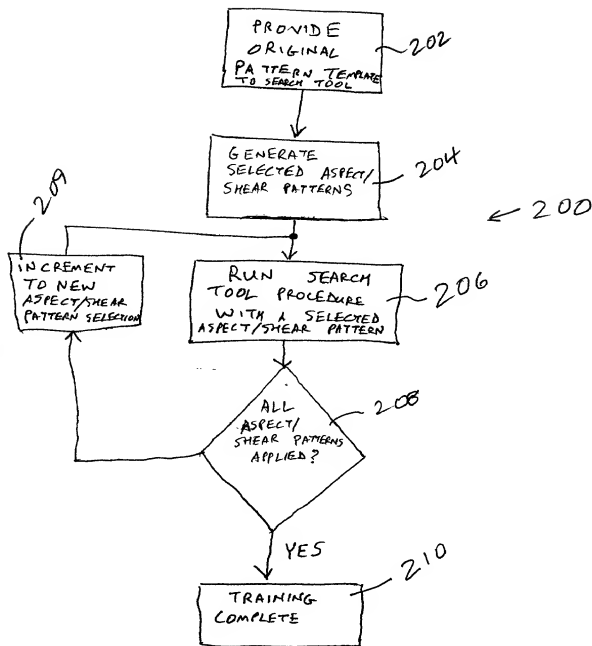 PROVIDE
ORIGINAL
PATTERN TEMPLATE
TO SEARCH TOOL
202
GENERATE
SELECTED ASPECT/
SHEAR PATTERNS
204
209
200
INCREMENT
TO NEW
ASPECT/SHEAR
PATTERN SELECTION
RUN SEARCH
TOOL PROCEDURE
WITH A SELECTED
ASPECT/SHEAR PATTERN
206
ALL
ASPECT/
SHEAR PATTERNS
APPLIED?
208
YES
TRAINING
COMPLETE
210